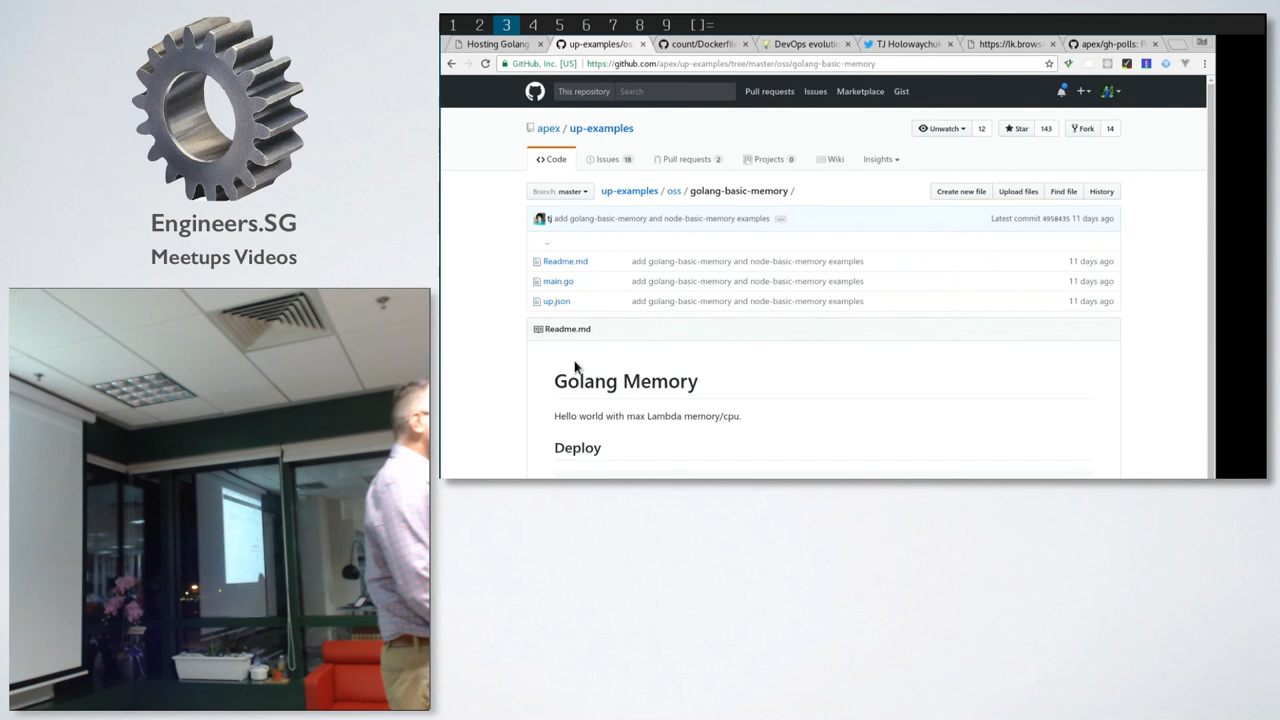 Engineers.SG
Meetups Videos
1 2 3 4 5 6 7 8 9 []=
Hosting Golang
up-examples/os
count/Dockerfile
DevOps evolutio
TJ Holowaychuk
https://lk.brows
apex/gh-polls: P
GitHub, Inc. [US] https://github.com/apex/up-examples/tree/master/oss/golang-basic-memory
This repository Search Pull requests Issues Marketplace Gist
apex / up-examples Unwatch 12 Star 143 Fork 14
Code Issues 18 Pull requests 2 Projects 0 Wiki Insights
Branch: master up-examples / oss / golang-basic-memory / Create new file Upload files Find file History
tj add golang-basic-memory and node-basic-memory examples ... Latest commit 4958435 11 days ago
..
Readme.md add golang-basic-memory and node-basic-memory examples 11 days ago
main.go add golang-basic-memory and node-basic-memory examples 11 days ago
up.json add golang-basic-memory and node-basic-memory examples 11 days ago
Readme.md
Golang Memory
Hello world with max Lambda memory/cpu.
Deploy